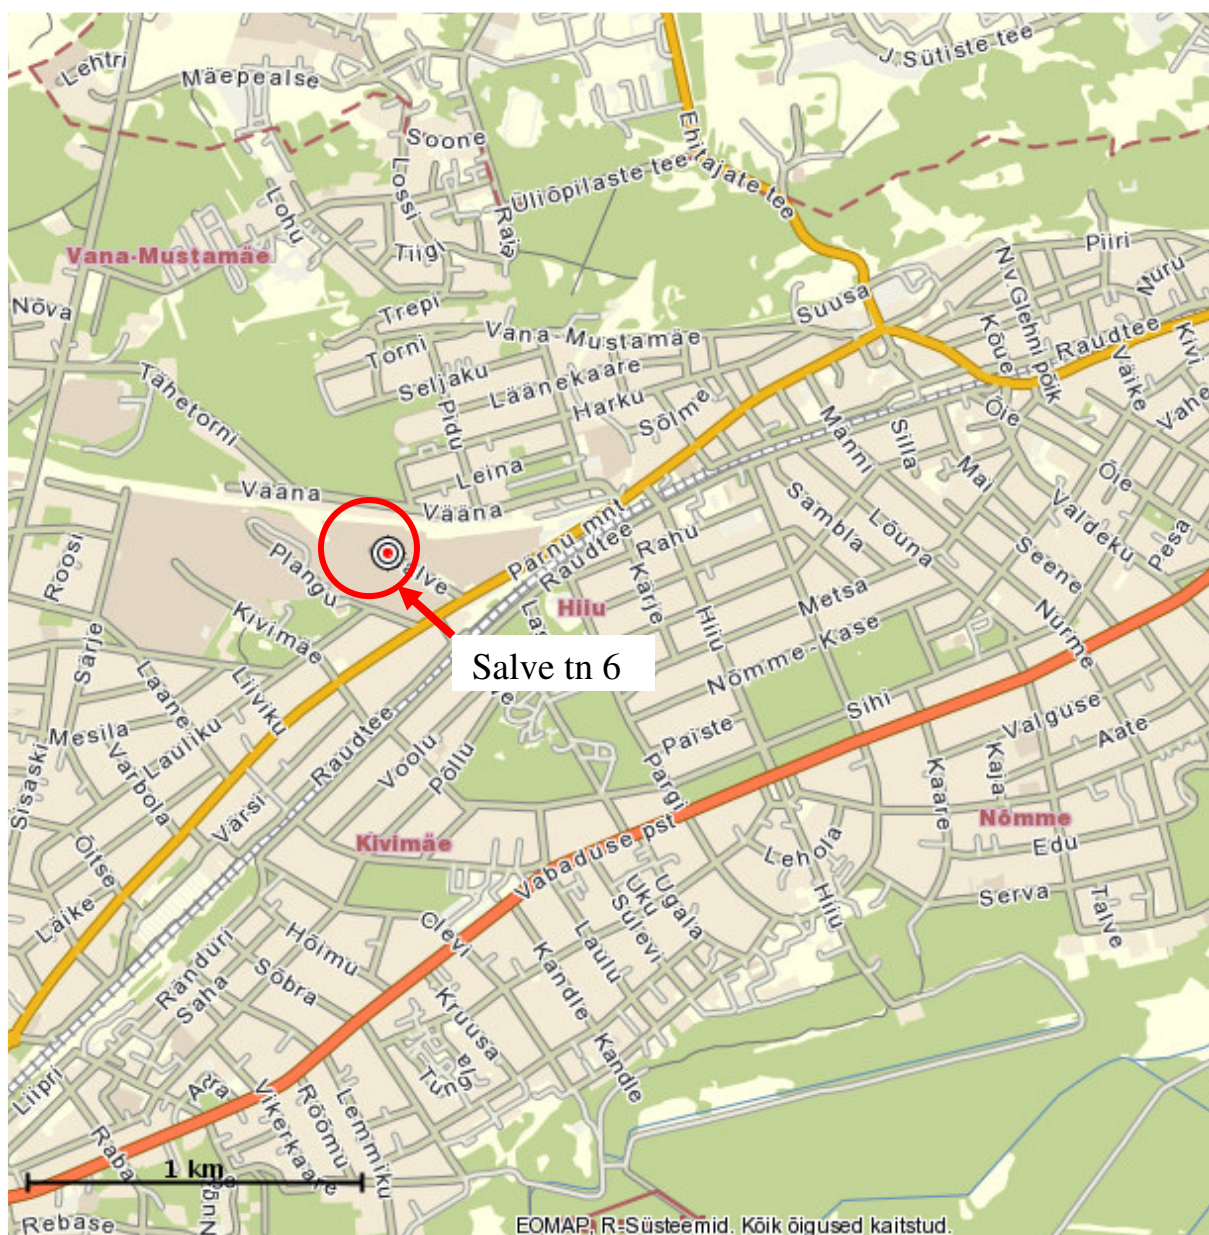 J. Sütiste tee
Lehtri
Mäepealse
Soone
Ehitajate tee
Lossi
Üliõpilaste tee
Lohu
Raja
Tiigi
Vana-Mustamäe
Piiri
Nuru
N.v.Glehni põik
Nõva
Trepi
Suusa
Vana-Mustamäe
Kõue
Raudtee
Kivi
Torni
Väike
Tähetorni
Seljaku
Läänekaare
Harku
Sõlme
Pidu
Männi
Silla
Õie
Vahe
Leina
Mai
Õie
Vääna
Vääna
Sambla
Lõuna
Valdeku
Pesa
Roosi
Pärnu mnt
Raudtee
Rahu
Seene
Plangu
Salve
Karje
Hiiu
Hiiu
Metsa
Nurme
Kivimäe
Sarje
Nõmme-Kase
Salve tn 6
Laane
Liiviku
Sihi
Valguse
Aate
Mesila
Lauliku
Raudtee
Paiste
Sisaski
Varbola
Voolu
Põllu
Pargi
Kaare
Kaja
Värsi
Kivimäe
Nõmme
Õitse
Vabaduse pst
Lehola
Edu
Läike
Uku
Ugala
Hiiu
Serva
Talve
Olevi
Sulevi
Hõimu
Ränduri
Laulu
Saha
Sõbra
Kandle
Kruusa
Kandle
Liipri
Tungla
Aera
Vikerkaare
Rõõmu
Lemmiku
Raba
1 km
Rebase
EOMAP, R-Süsteemid. Kõik õigused kaitstud.